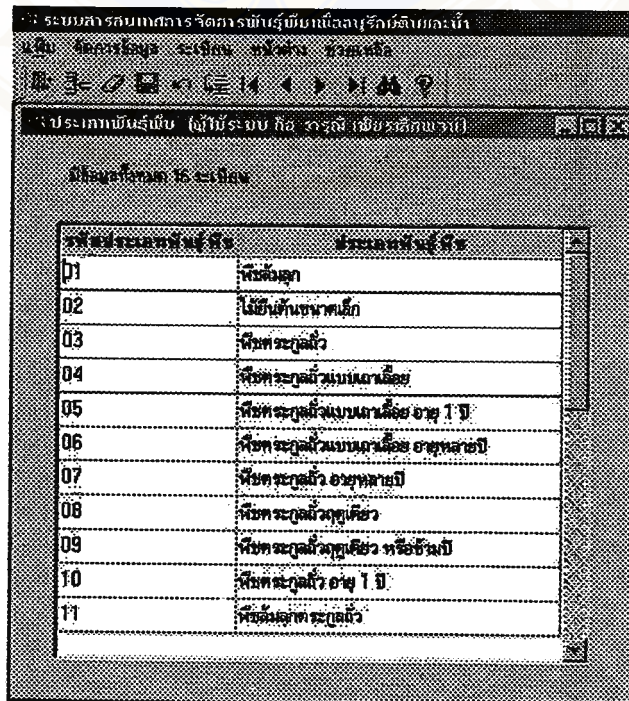 ระบบสารสนเทศการจัดการพันธุ์พืชเพื่ออนุรักษ์ดินและน้ำ
แฟ้ม จัดการข้อมูล ระเบียน หน้าต่าง ช่วยเหลือ
ประเภทพันธุ์พืช (ผู้ใช้ระบบ คือ
มีข้อมูลทั้งหมด 16 ระเบียน
รหัสประเภทพันธุ์พืช ประเภทพันธุ์พืช
01 พืชล้มลุก
02 ไม้ยืนต้นขนาดเล็ก
03 พืชตระกูลถั่ว
04 พืชตระกูลถั่วแบบเถาเลื้อย
05 พืชตระกูลถั่วแบบเถาเลื้อย อายุ 1 ปี
06 พืชตระกูลถั่วแบบเถาเลื้อย อายุหลายปี
07 พืชตระกูลถั่ว อายุหลายปี
08 พืชตระกูลถั่วฤดูเดียว
09 พืชตระกูลถั่วฤดูเดียว หรือข้ามปี
10 พืชตระกูลถั่ว อายุ 1 ปี
11 พืชล้มลุกตระกูลถั่ว